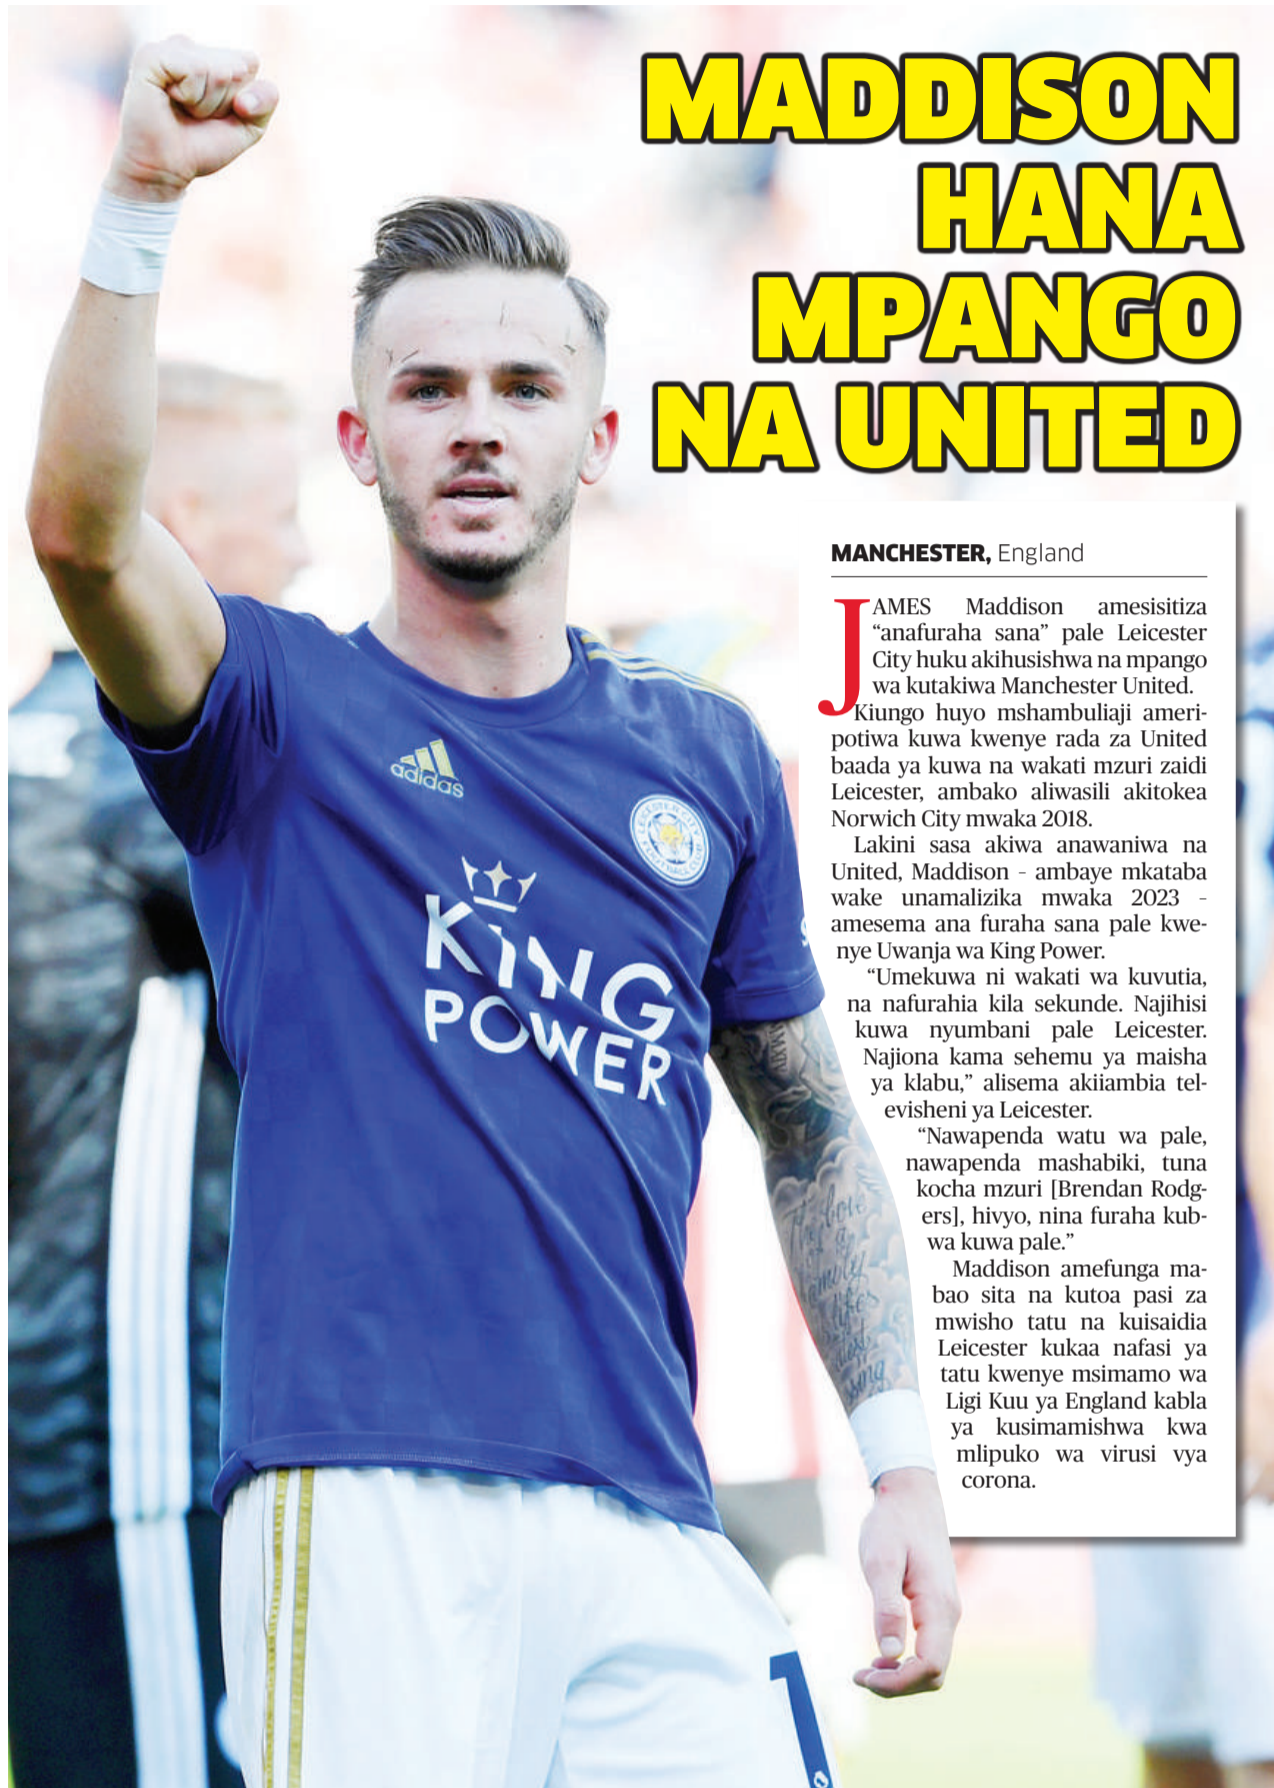 MADDISON
HANA
MPANGO
NA UNITED
MANCHESTER, England
JAMES Maddison amesisitiza
“anafuraha sana” pale Leicester
City huku akihusishwa na mpango
wa kutakiwa Manchester United.
Kiungo huyo mshambuliaji ameri-
potiwa kuwa kwenye rada za United
baada ya kuwa na wakati mzuri zaidi
Leicester, ambako aliwasili akitokea
Norwich City mwaka 2018.
Lakini sasa akiwa anawaniwa na
United, Maddison - ambaye mkataba
wake unamalizika mwaka 2023 -
amesema ana furaha sana pale kwe-
nye Uwanja wa King Power.
“Umekuwa ni wakati wa kuvutia,
na nafurahia kila sekunde. Najihisi
kuwa nyumbani pale Leicester.
Najiona kama sehemu ya maisha
ya klabu,” alisema akiiambia tel-
evisheni ya Leicester.
“Nawapenda watu wa pale,
nawapenda mashabiki, tuna
kocha mzuri [Brendan Rodg-
ers], hivyo, nina furaha kub-
wa kuwa pale.”
Maddison amefunga ma-
bao sita na kutoa pasi za
mwisho tatu na kuisaidia
Leicester kukaa nafasi ya
tatu kwenye msimamo wa
Ligi Kuu ya England kabla
ya kusimamishwa kwa
mlipuko wa virusi vya
corona.
adidas
LEICESTER CITY
FOOTBALL CLUB
KING
POWER
1